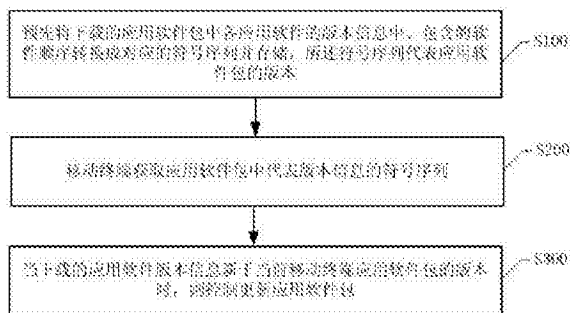 预先将下载的应用软件包中各应用软件的版本信息中，包含的软
件顺序转换成对应的符号序列并存储，所述符号序列代表应用软
件包的版本
S100
移动终端获取应用软件包中代表版本信息的符号序列
S200
当下载的应用软件版本信息新于当前移动终端应用软件包的版本
时，则控制更新应用软件包
S300